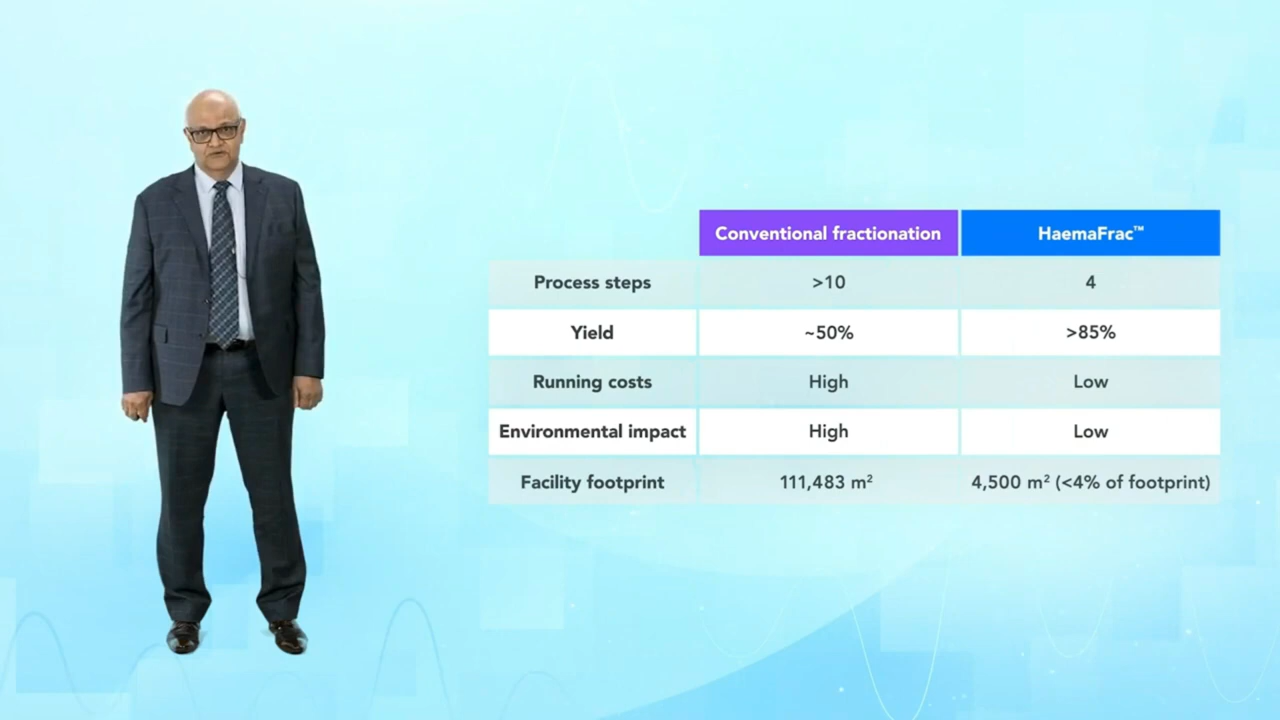 Conventional fractionation HaemaFrac™
Process steps >10 4
Yield ~50% >85%
Running costs High Low
Environmental impact High Low
Facility footprint 111,483 m² 4,500 m² (<4% of footprint)